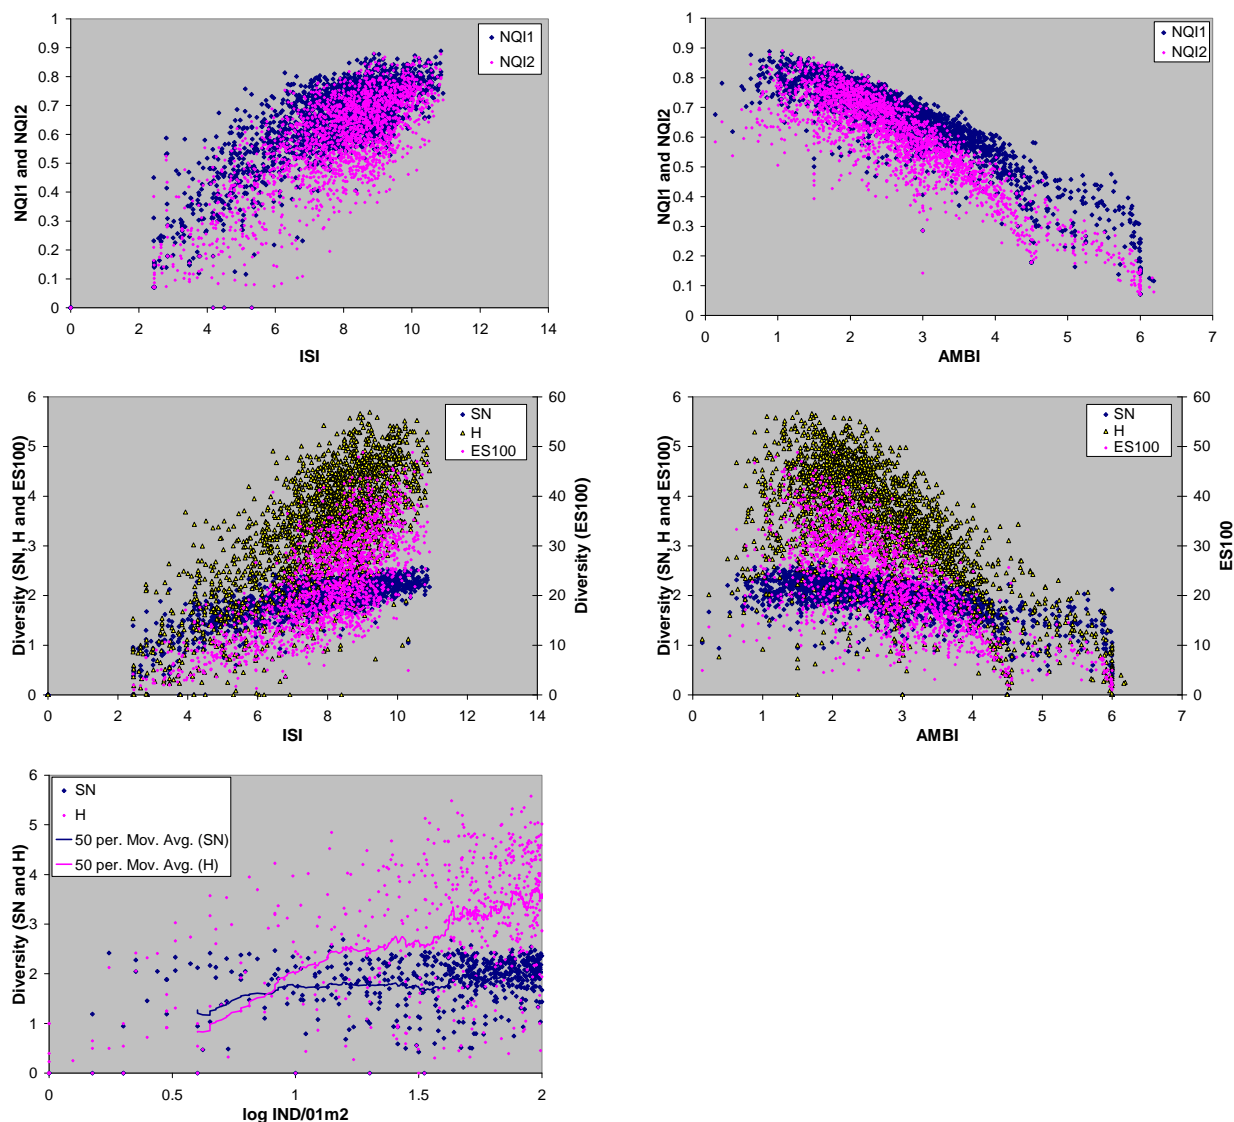 1
0.9
0.8
0.7
0.6
0.5
0.4
0.3
0.2
0.1
0
NQI1 and NQI2
NQI1
NQI2
0 2 4 6 8 10 12 14
ISI
1
0.9
0.8
0.7
0.6
0.5
0.4
0.3
0.2
0.1
0
NQI1 and NQI2
NQI1
NQI2
0 1 2 3 4 5 6 7
AMBI
6
5
4
3
2
1
0
Diversity (SN, H and ES100)
SN
H
ES100
60
50
40
30
20
10
0
Diversity (ES100)
0 2 4 6 8 10 12 14
ISI
6
5
4
3
2
1
0
Diversity (SN, H and ES100)
SN
H
ES100
60
50
40
30
20
10
0
ES100
0 1 2 3 4 5 6 7
AMBI
6
5
4
3
2
1
0
Diversity (SN and H)
SN
H
50 per. Mov. Avg. (SN)
50 per. Mov. Avg. (H)
0 0.5 1 1.5 2
log IND/01m2